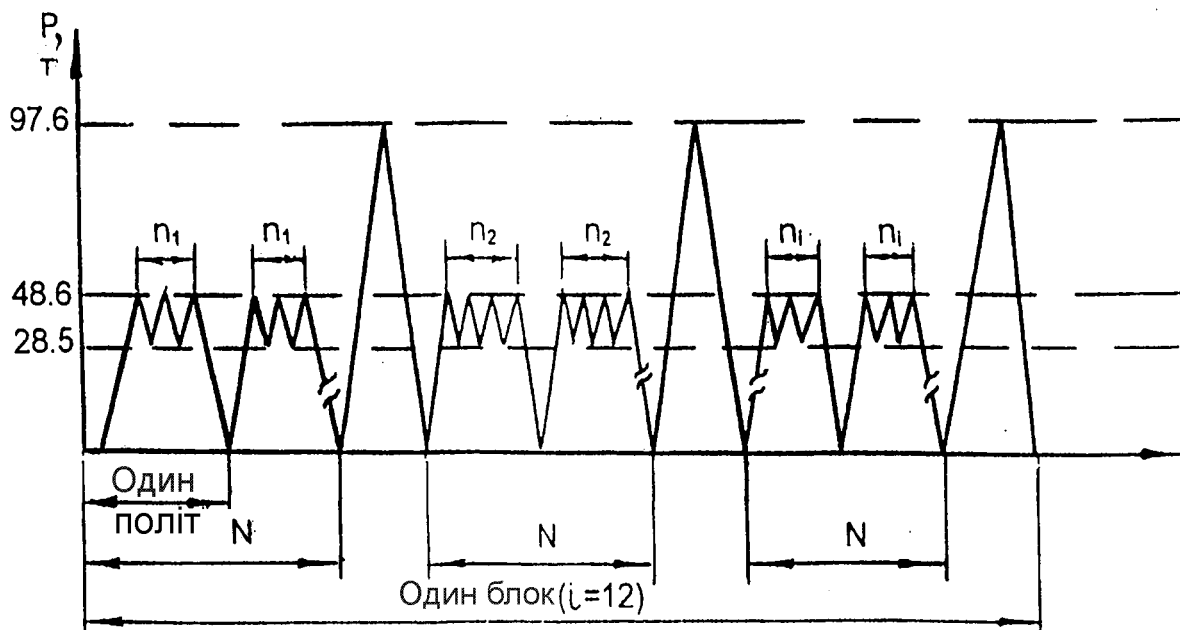 P,
т
97.6
n₁
n₁
n₂
n₂
nᵢ
nᵢ
48.6
28.5
Один
політ
N
N
N
Один блок (i=12)